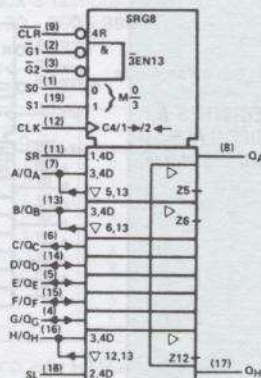 SRG8
CLR (9) 4R
G1 (2) &
G2 (3) 3EN13
S0 (1) 0
S1 (19) 1 } M 0/3
CLK (12) C4/1→/2←
SR (11) 1,4D
(8) QA
A/QA (7) 3,4D
5,13 Z5
B/QB (13) 3,4D
6,13 Z6
C/QC (6)
D/QD (14)
E/QE (5)
F/QF (15)
G/QG (4)
H/QH (16) 3,4D
12,13 Z12
SL (18) 2,4D
(17) QH